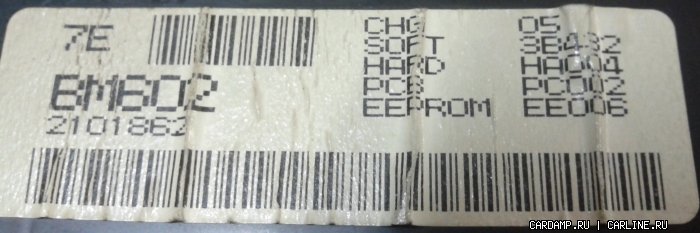 7E
BM602
2101862
CHG 05
SOFT 3B432
HARD HA004
PCB PC002
EEPROM EE006
CARDAMP.RU | CARLINE.RU